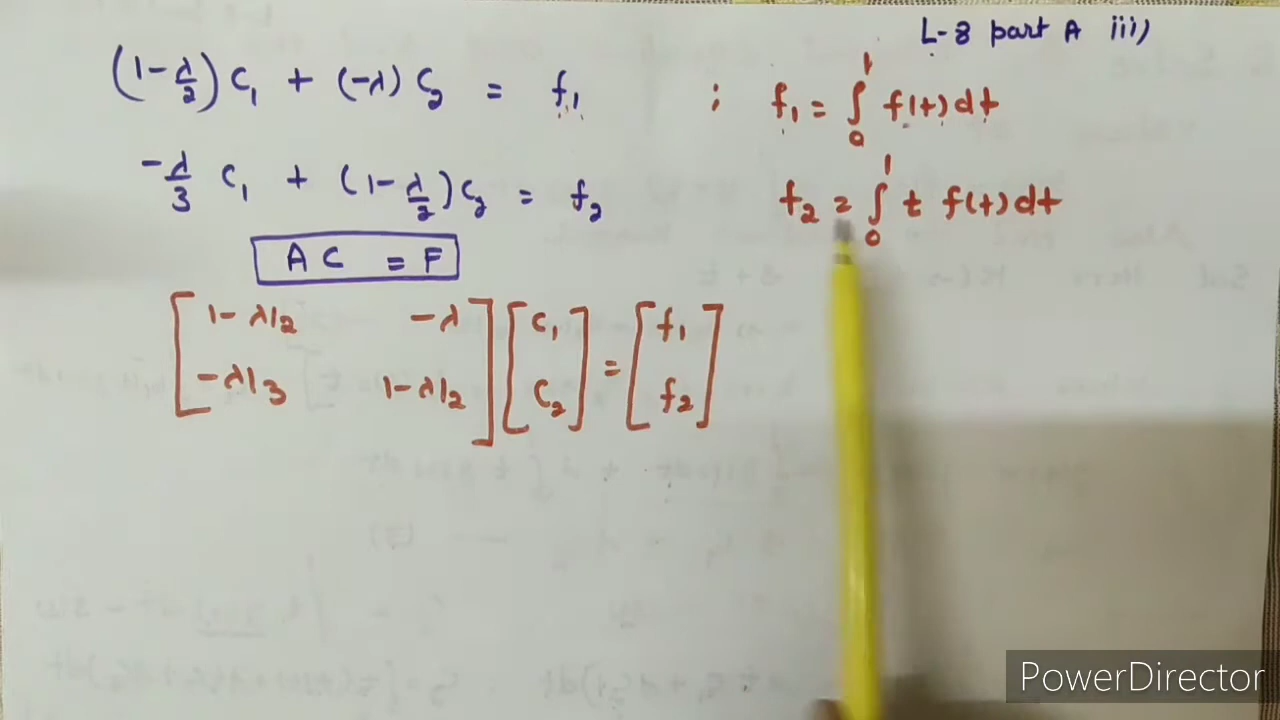 L-8 part A iii)
(1-λ/2) C₁ + (-λ) C₂ = f₁ ; f₁ = ∫₀¹ f(t) dt
-λ/3 C₁ + (1-λ/2) C₂ = f₂ f₂ = ∫₀¹ t f(t) dt
A C = F
[1-λ/2 -λ] [C₁] = [f₁]
[-λ/3 1-λ/2] [C₂] [f₂]
PowerDirector